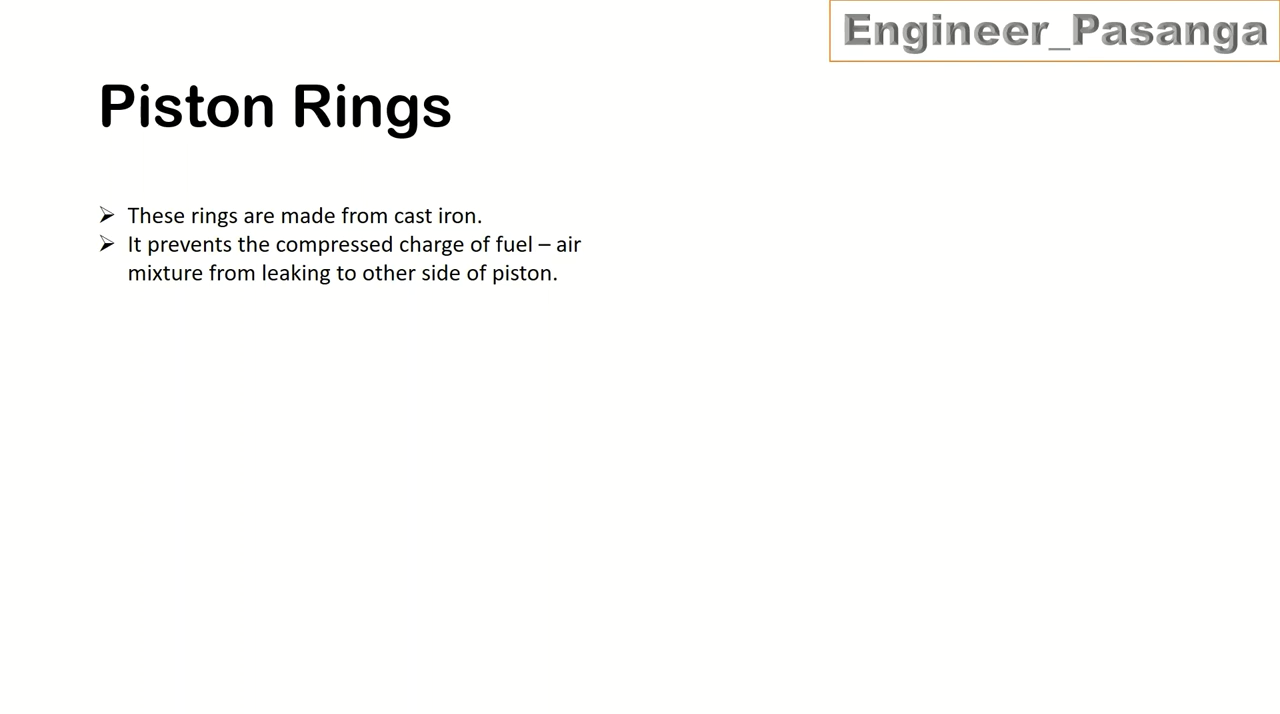 Engineer_Pasanga
Piston Rings
➢ These rings are made from cast iron.
➢ It prevents the compressed charge of fuel – air
mixture from leaking to other side of piston.